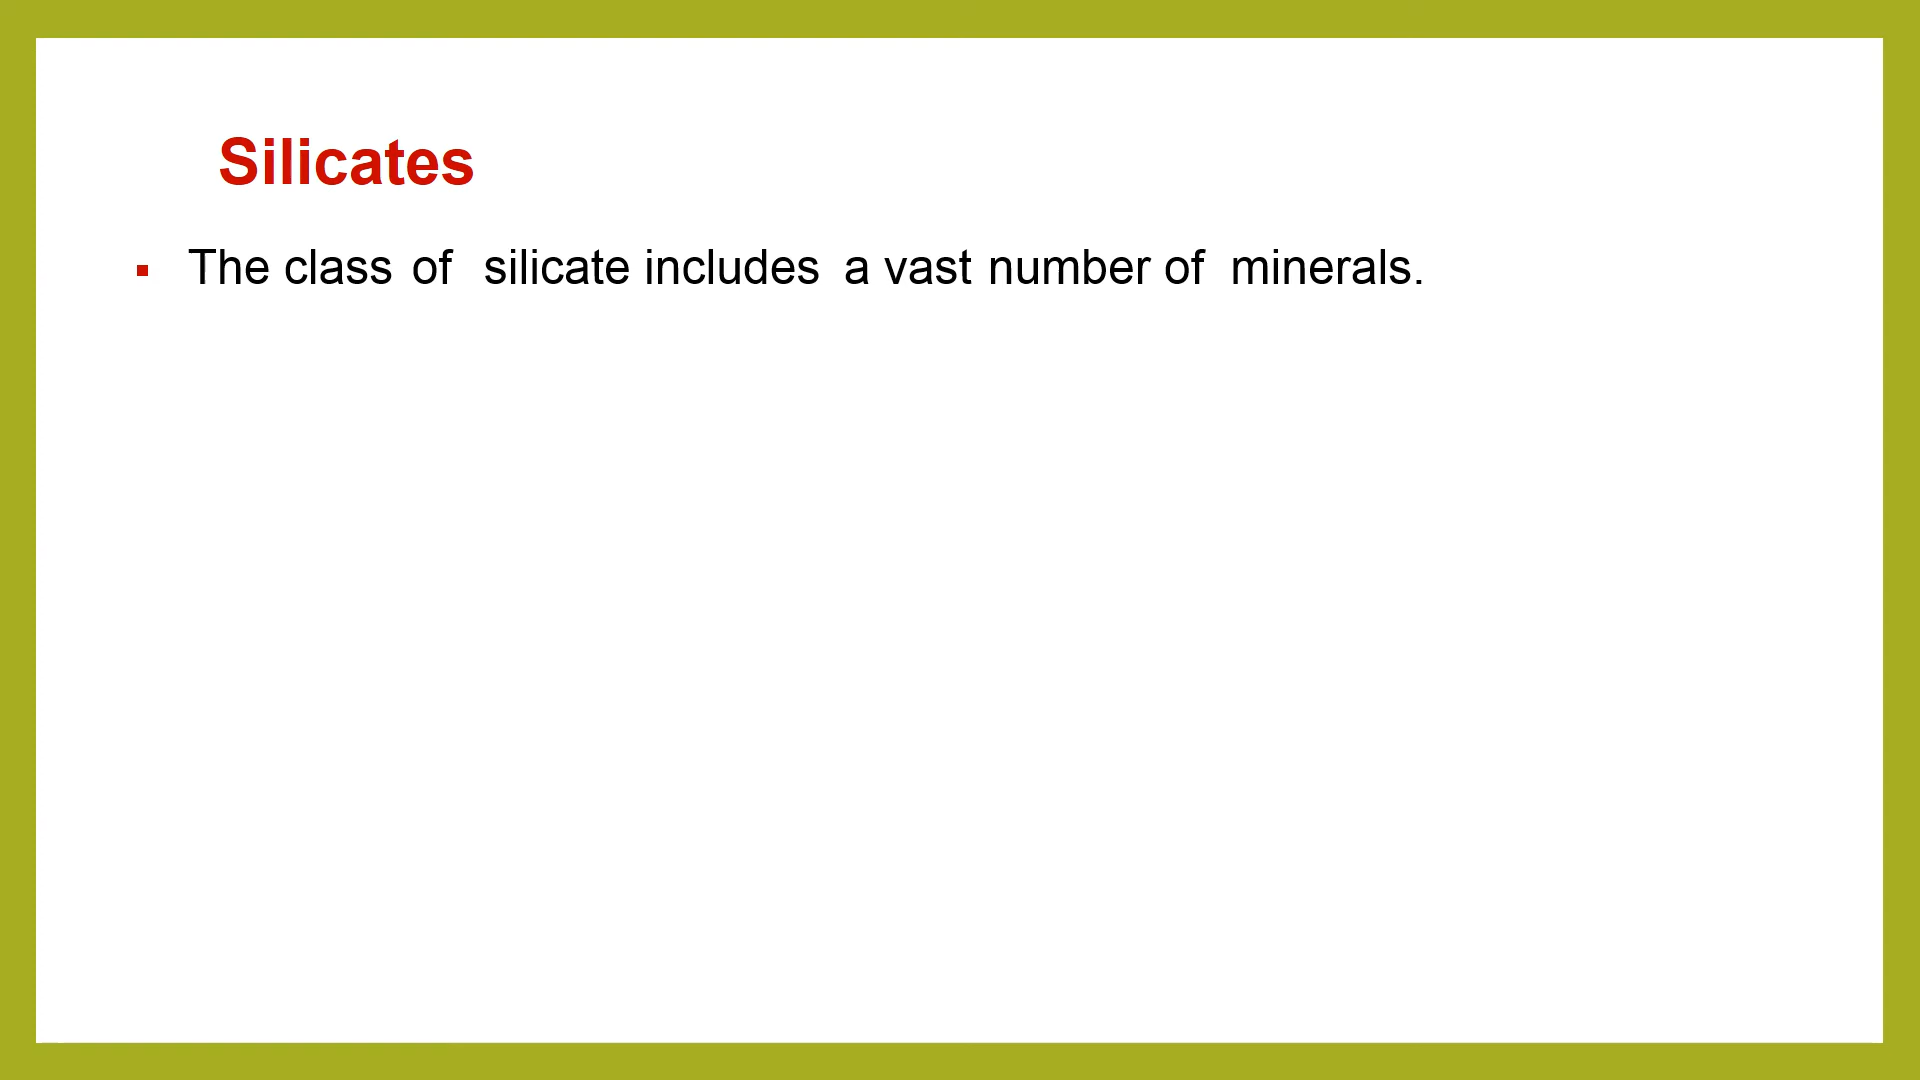 Silicates
▪ The class of silicate includes a vast number of minerals.